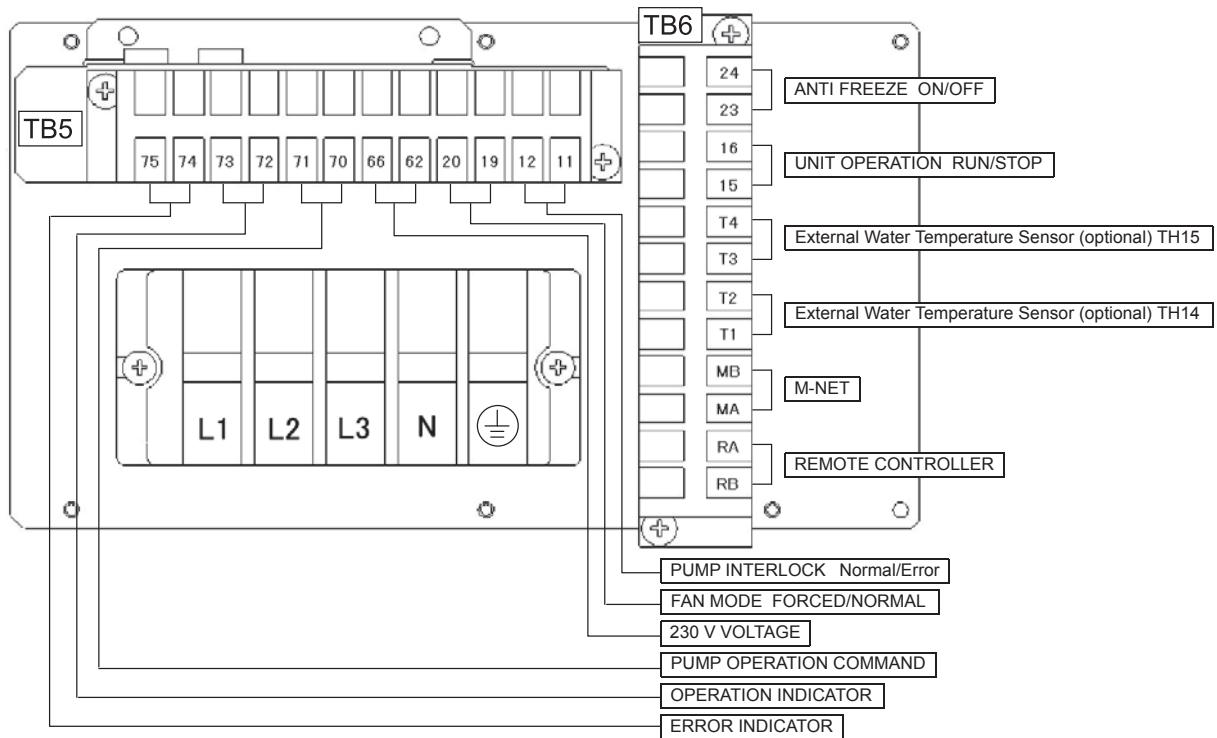 TB6
24
ANTI FREEZE ON/OFF
23
TB5
75 74 73 72 71 70 66 62 20 19 12 11
16
UNIT OPERATION RUN/STOP
15
T4
External Water Temperature Sensor (optional) TH15
T3
T2
External Water Temperature Sensor (optional) TH14
T1
MB
M-NET
MA
L1 L2 L3 N
RA
REMOTE CONTROLLER
RB
PUMP INTERLOCK Normal/Error
FAN MODE FORCED/NORMAL
230 V VOLTAGE
PUMP OPERATION COMMAND
OPERATION INDICATOR
ERROR INDICATOR